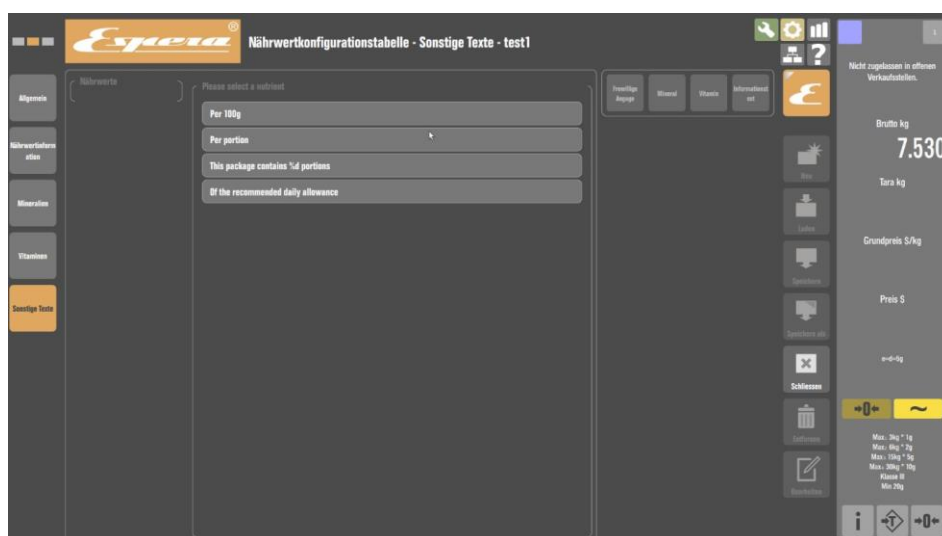 Espera®
Nährwertkonfigurationstabelle - Sonstige Texte - test1
?
Allgemein
Nährwertinform
ation
Mineralien
Vitaminen
Sonstige Texte
Nährwerte
Please select a nutrient
Per 100g
Per portion
This package contains %d portions
Of the recommended daily allowance
Freiwillige
Angage
Mineral
Vitamin
Informationst
ext
E
Neu
Laden
Speichern
Speichern als
Schliessen
Entfernen
Bearbeiten
Nicht zugelassen in offenen
Verkaufsstellen.
Brutto kg
7.530
Tara kg
Grundpreis $/kg
Preis $
e=d=5g
→0←
~
Max: 3kg * 1g
Max: 6kg * 2g
Max: 15kg * 5g
Max: 30kg * 10g
Klasse III
Min 20g
i
→T←
→0←